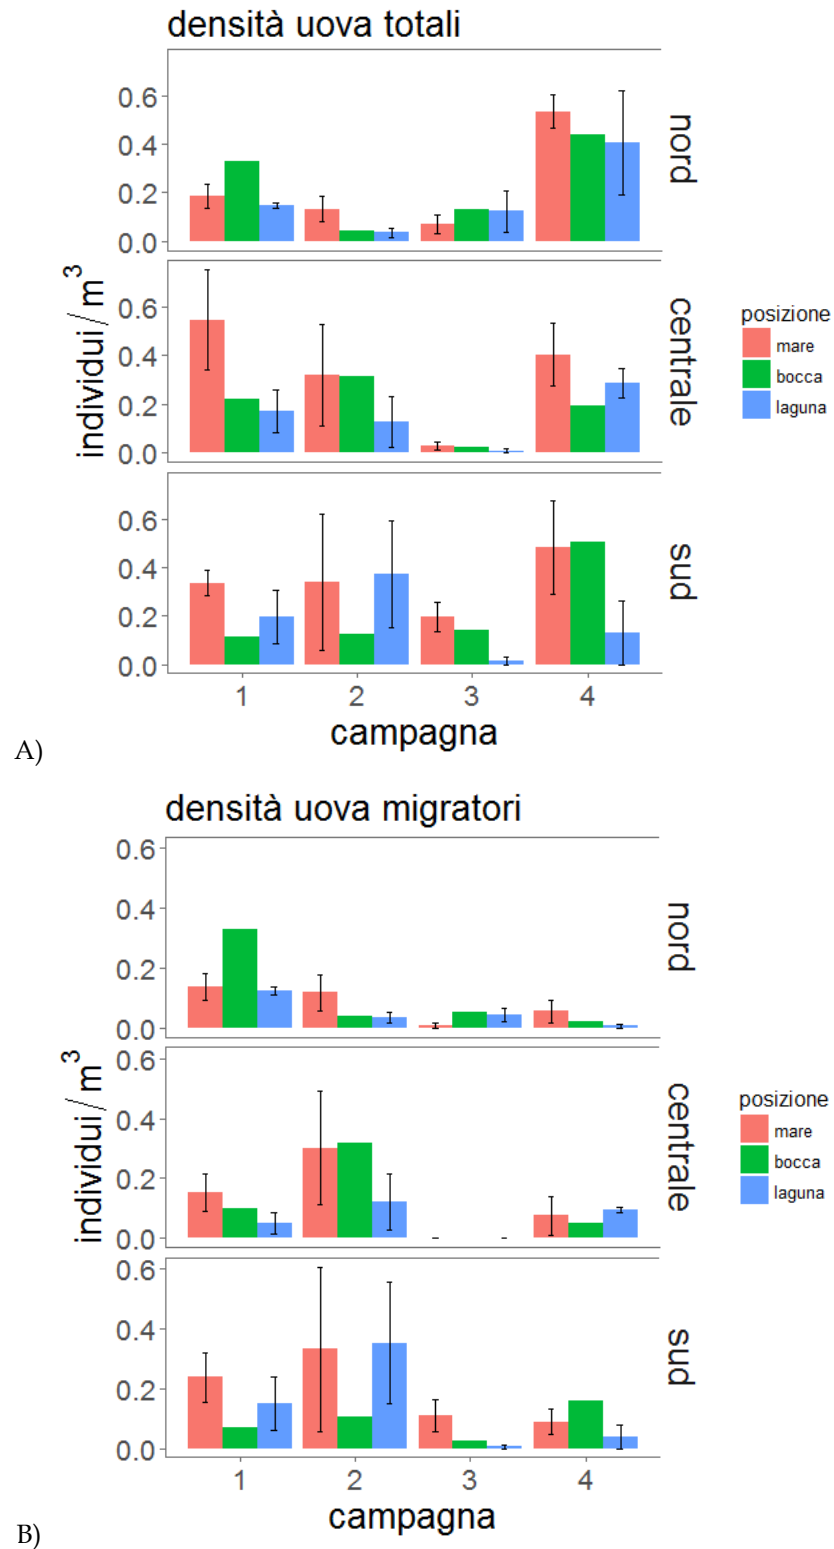 densità uova totali
0.6
0.4
0.2
0.0
nord
0.6
0.4
0.2
0.0
centrale
0.6
0.4
0.2
0.0
sud
individui / m³
1 2 3 4
campagna
posizione
mare
bocca
laguna
A)
densità uova migratori
0.6
0.4
0.2
0.0
nord
0.6
0.4
0.2
0.0
centrale
0.6
0.4
0.2
0.0
sud
individui / m³
1 2 3 4
campagna
posizione
mare
bocca
laguna
B)